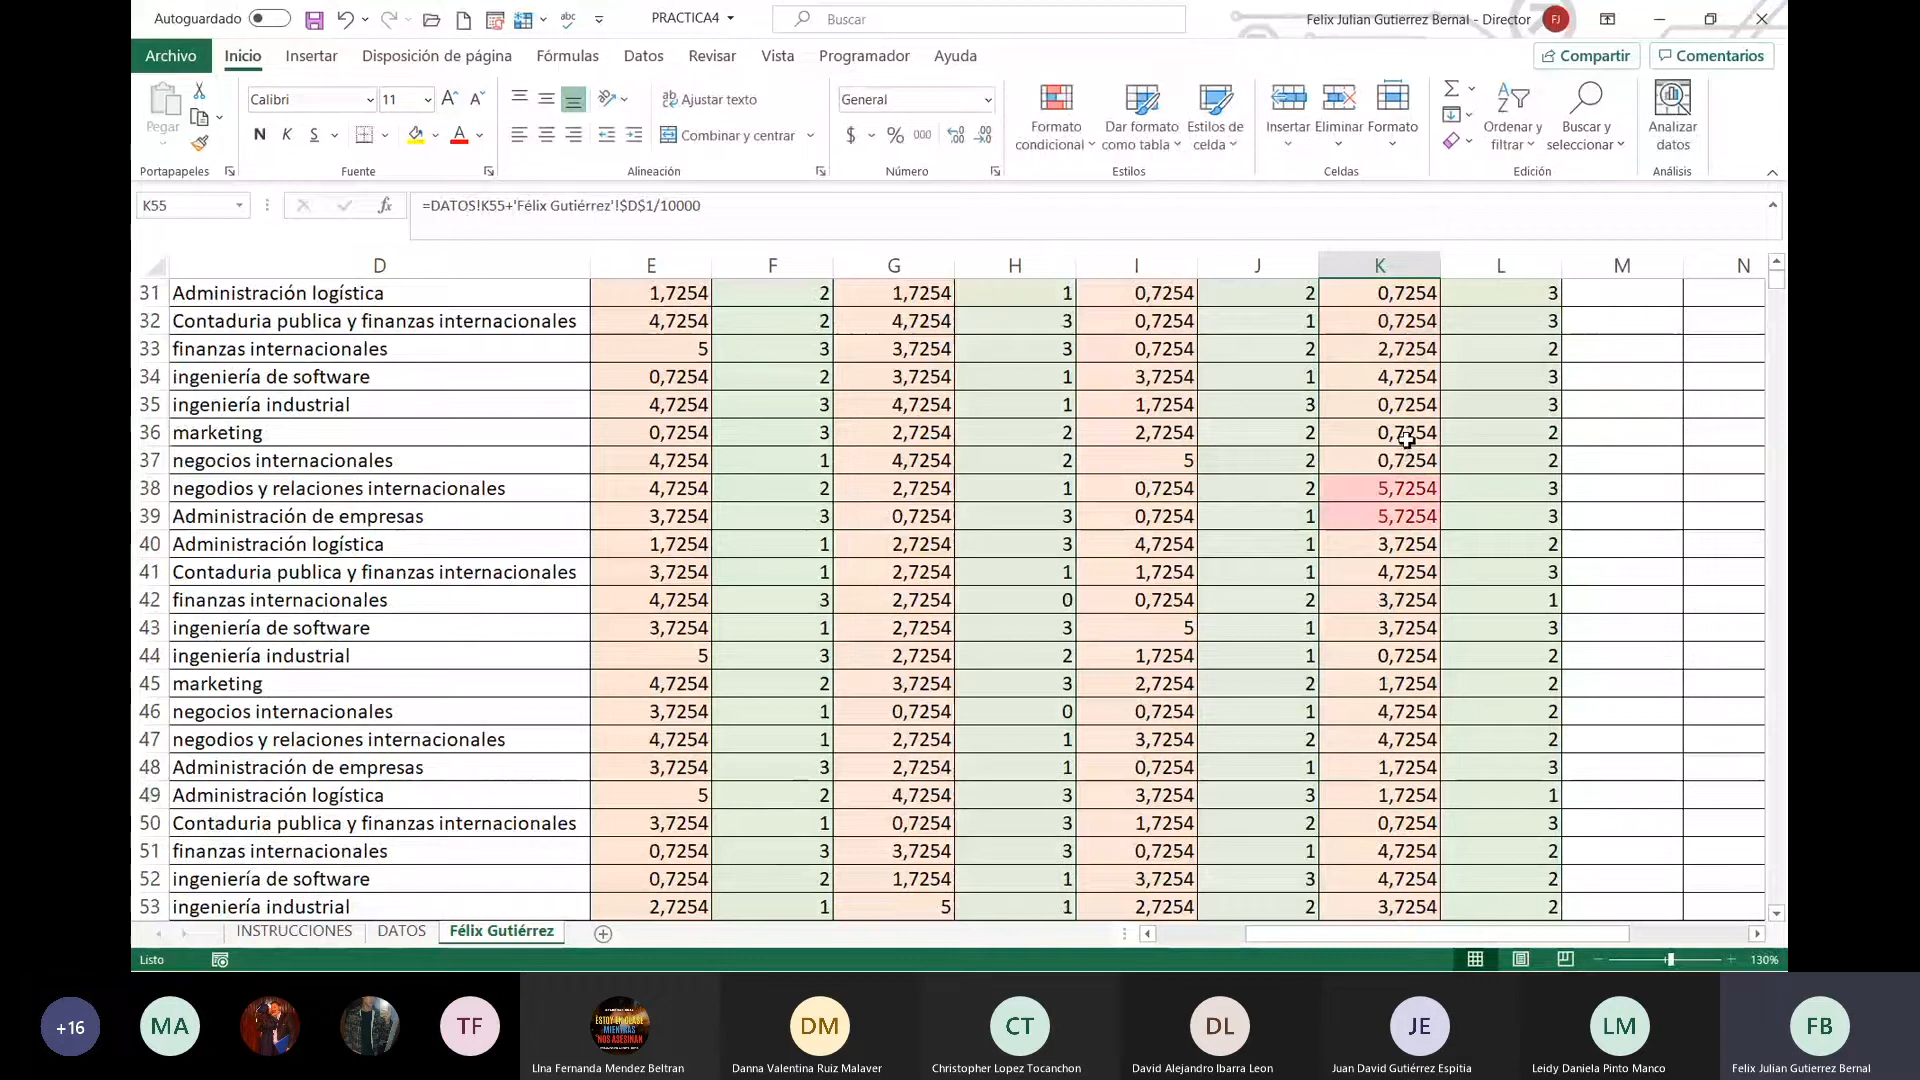 Autoguardado PRACTICA4 Buscar Felix Julian Gutierrez Bernal - Director FJ
Archivo Inicio Insertar Disposición de página Fórmulas Datos Revisar Vista Programador Ayuda Compartir Comentarios
Pegar Calibri 11 Ajustar texto General
N K S Combinar y centrar $ % 000
Formato condicional Dar formato como tabla Estilos de celda Insertar Eliminar Formato Ordenar y filtrar Buscar y seleccionar Analizar datos
Portapapeles Fuente Alineación Número Estilos Celdas Edición Análisis
K55 fx =DATOS!K55+'Félix Gutiérrez'!$D$1/10000
D E F G H I J K L M N
31 Administración logística 1,7254 2 1,7254 1 0,7254 2 0,7254 3
32 Contaduria publica y finanzas internacionales 4,7254 2 4,7254 3 0,7254 1 0,7254 3
33 finanzas internacionales 5 3 3,7254 3 0,7254 2 2,7254 2
34 ingeniería de software 0,7254 2 3,7254 1 3,7254 1 4,7254 3
35 ingeniería industrial 4,7254 3 4,7254 1 1,7254 3 0,7254 3
36 marketing 0,7254 3 2,7254 2 2,7254 2 0,7254 2
37 negocios internacionales 4,7254 1 4,7254 2 5 2 0,7254 2
38 negodios y relaciones internacionales 4,7254 2 2,7254 1 0,7254 2 5,7254 3
39 Administración de empresas 3,7254 3 0,7254 3 0,7254 1 5,7254 3
40 Administración logística 1,7254 1 2,7254 3 4,7254 1 3,7254 2
41 Contaduria publica y finanzas internacionales 3,7254 1 2,7254 1 1,7254 1 4,7254 3
42 finanzas internacionales 4,7254 3 2,7254 0 0,7254 2 3,7254 1
43 ingeniería de software 3,7254 1 2,7254 3 5 1 3,7254 3
44 ingeniería industrial 5 3 2,7254 2 1,7254 1 0,7254 2
45 marketing 4,7254 2 3,7254 3 2,7254 2 1,7254 2
46 negocios internacionales 3,7254 1 0,7254 0 0,7254 1 4,7254 2
47 negodios y relaciones internacionales 4,7254 1 2,7254 1 3,7254 2 4,7254 2
48 Administración de empresas 3,7254 3 2,7254 1 0,7254 1 1,7254 3
49 Administración logística 5 2 4,7254 3 3,7254 3 1,7254 1
50 Contaduria publica y finanzas internacionales 3,7254 1 0,7254 3 1,7254 2 0,7254 3
51 finanzas internacionales 0,7254 3 3,7254 3 0,7254 1 4,7254 2
52 ingeniería de software 0,7254 2 1,7254 1 3,7254 3 4,7254 2
53 ingeniería industrial 2,7254 1 5 1 2,7254 2 3,7254 2
INSTRUCCIONES DATOS Félix Gutiérrez
Listo 130%
+16 MA TF DM CT DL JE LM FB
ESTOY EN CLASE
MIENTRAS
NOS ASESINAN
LIna Fernanda Mendez Beltran Danna Valentina Ruiz Malaver Christopher Lopez Tocanchon David Alejandro Ibarra Leon Juan David Gutiérrez Espitia Leidy Daniela Pinto Manco Felix Julian Gutierrez Bernal